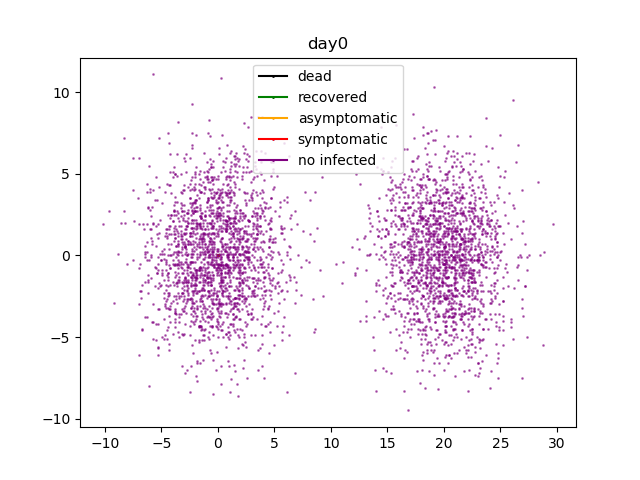 day0
dead
recovered
asymptomatic
symptomatic
no infected
10
5
0
−5
−10
−10 −5 0 5 10 15 20 25 30